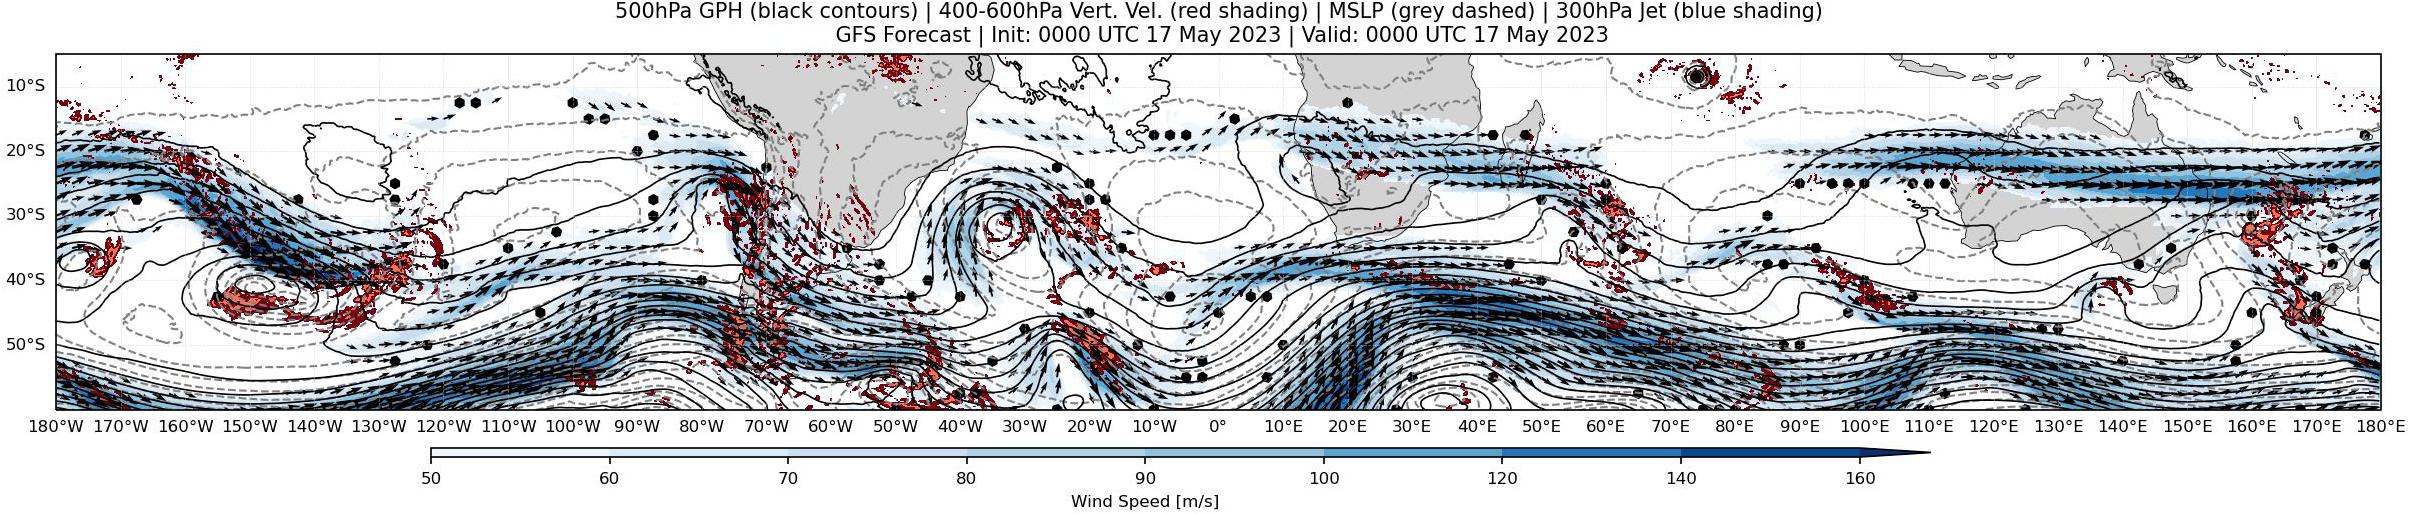 500hPa GPH (black contours) | 400-600hPa Vert. Vel. (red shading) | MSLP (grey dashed) | 300hPa Jet (blue shading)
GFS Forecast | Init: 0000 UTC 17 May 2023 | Valid: 0000 UTC 17 May 2023
10°S
20°S
30°S
40°S
50°S
180°W 170°W 160°W 150°W 140°W 130°W 120°W 110°W 100°W 90°W 80°W 70°W 60°W 50°W 40°W 30°W 20°W 10°W 0° 10°E 20°E 30°E 40°E 50°E 60°E 70°E 80°E 90°E 100°E 110°E 120°E 130°E 140°E 150°E 160°E 170°E 180°E
50 60 70 80 90 100 120 140 160
Wind Speed [m/s]